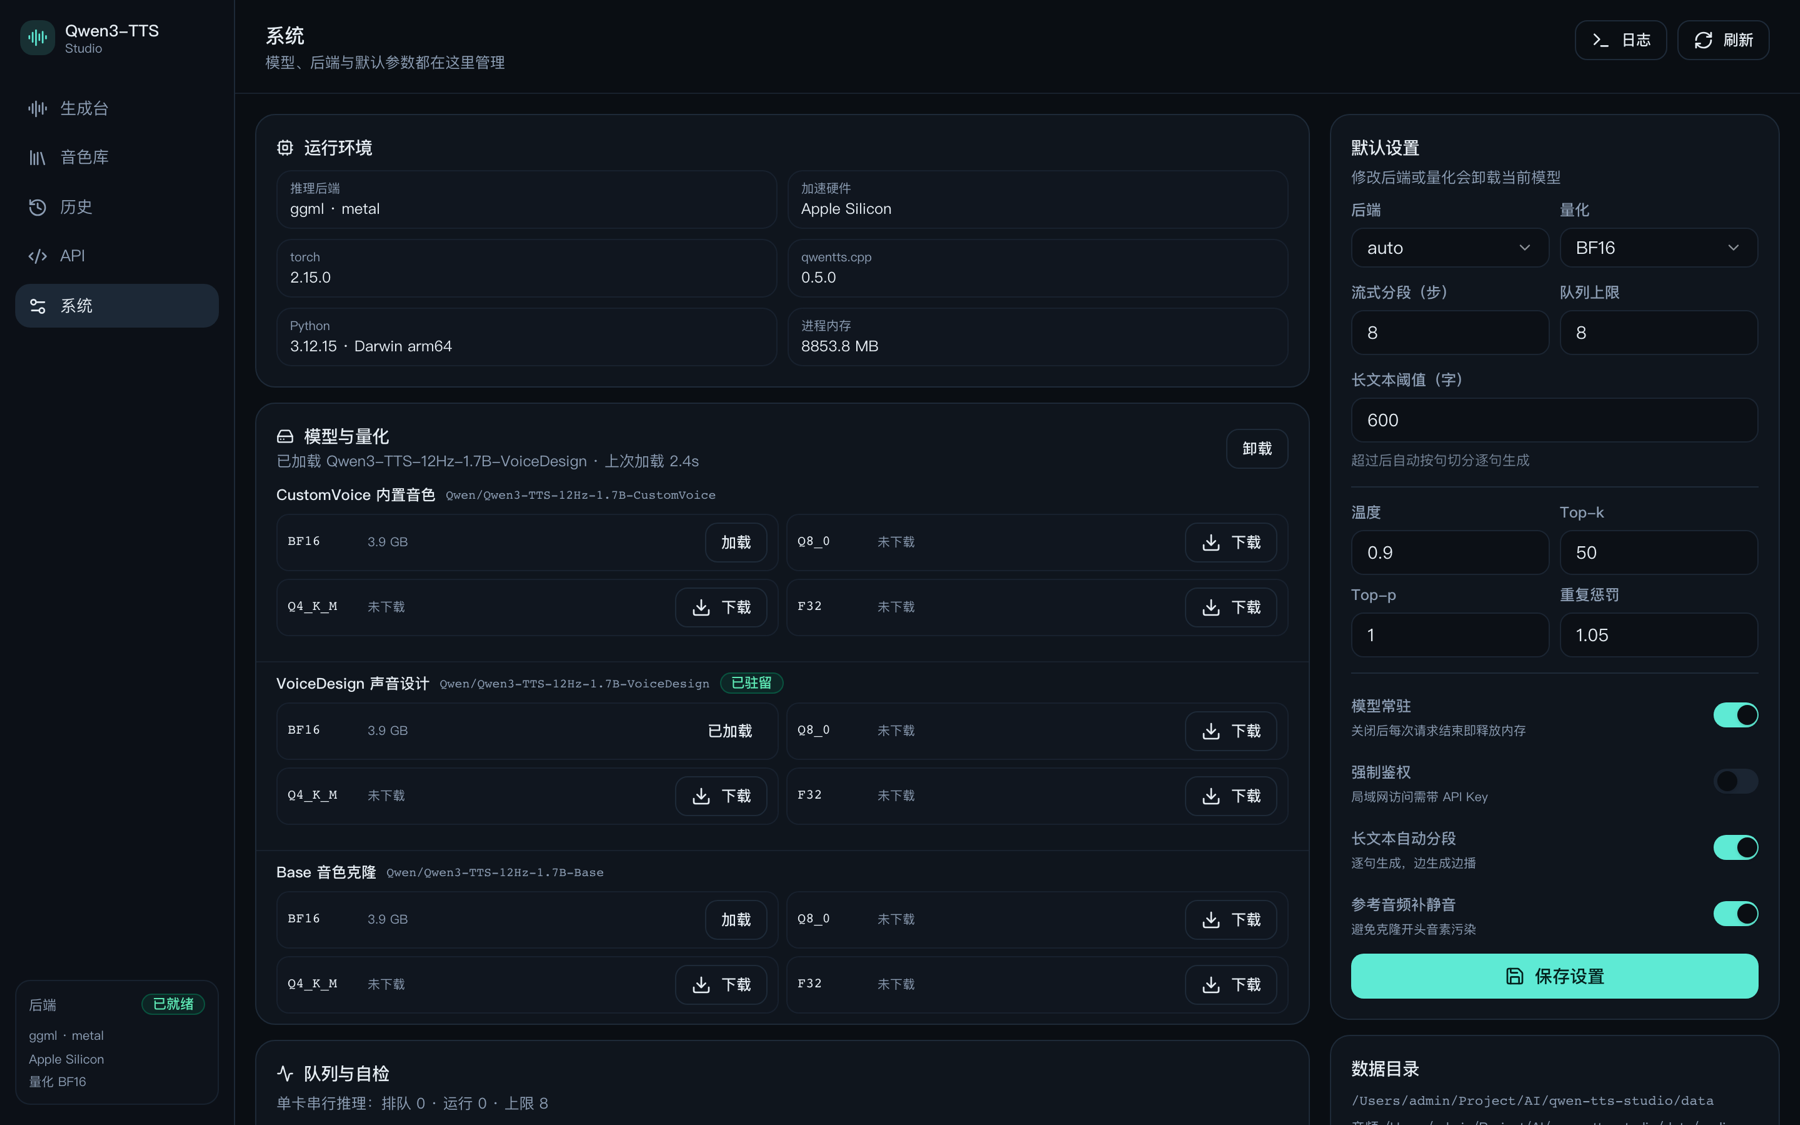 Qwen3-TTS
Studio
生成台
音色库
历史
API
系统
后端
已就绪
ggml · metal
Apple Silicon
量化 BF16
系统
模型、后端与默认参数都在这里管理
日志
刷新
运行环境
推理后端
ggml · metal
加速硬件
Apple Silicon
torch
2.15.0
qwentts.cpp
0.5.0
Python
3.12.15 · Darwin arm64
进程内存
8853.8 MB
模型与量化
已加载 Qwen3-TTS-12Hz-1.7B-VoiceDesign · 上次加载 2.4s
卸载
CustomVoice 内置音色 Qwen/Qwen3-TTS-12Hz-1.7B-CustomVoice
BF16 3.9 GB 加载
Q8_0 未下载 下载
Q4_K_M 未下载 下载
F32 未下载 下载
VoiceDesign 声音设计 Qwen/Qwen3-TTS-12Hz-1.7B-VoiceDesign 已驻留
BF16 3.9 GB 已加载
Q8_0 未下载 下载
Q4_K_M 未下载 下载
F32 未下载 下载
Base 音色克隆 Qwen/Qwen3-TTS-12Hz-1.7B-Base
BF16 3.9 GB 加载
Q8_0 未下载 下载
Q4_K_M 未下载 下载
F32 未下载 下载
队列与自检
单卡串行推理：排队 0 · 运行 0 · 上限 8
默认设置
修改后端或量化会卸载当前模型
后端
auto
量化
BF16
流式分段（步）
8
队列上限
8
长文本阈值（字）
600
超过后自动按句切分逐句生成
温度
0.9
Top-k
50
Top-p
1
重复惩罚
1.05
模型常驻
关闭后每次请求结束即释放内存
强制鉴权
局域网访问需带 API Key
长文本自动分段
逐句生成，边生成边播
参考音频补静音
避免克隆开头音素污染
保存设置
数据目录
/Users/admin/Project/AI/qwen-tts-studio/data